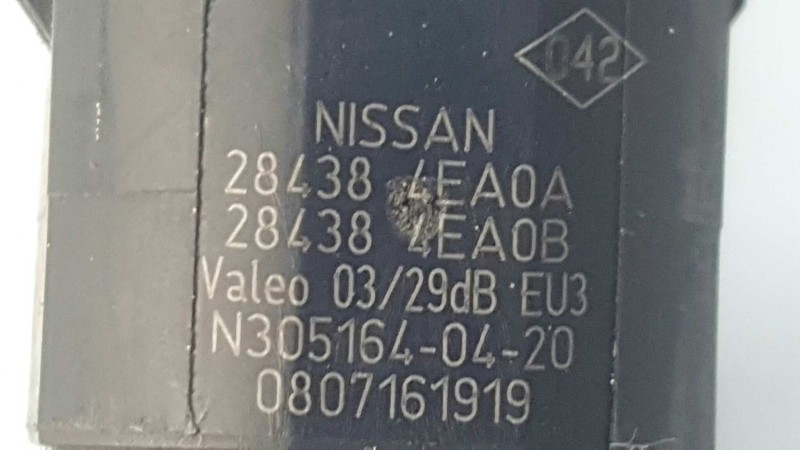 042
NISSAN
28438 4EA0A
28438 4EA0B
Valeo 03/29dB EU3
N305164-04-20
0807161919